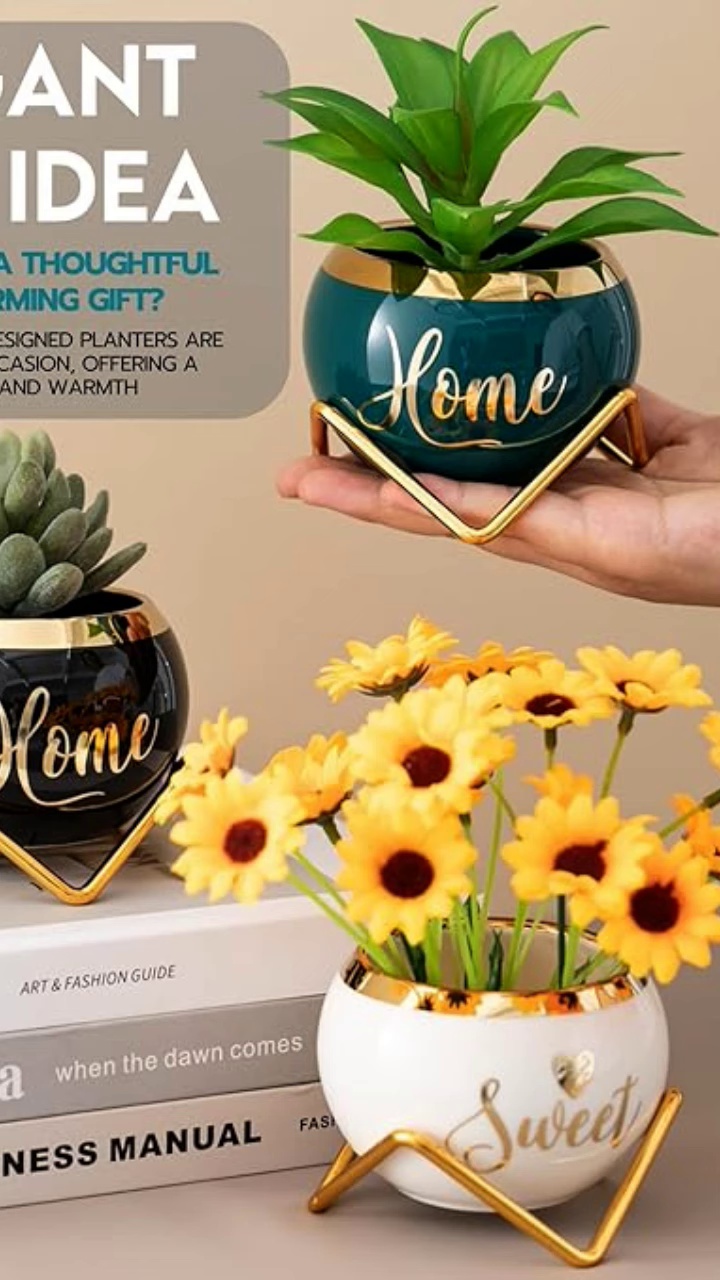 GANT
IDEA
A THOUGHTFUL
RMING GIFT?
ESIGNED PLANTERS ARE
CASION, OFFERING A
AND WARMTH
Home
Home
ART & FASHION GUIDE
a when the dawn comes
NESS MANUAL FASH
Sweet